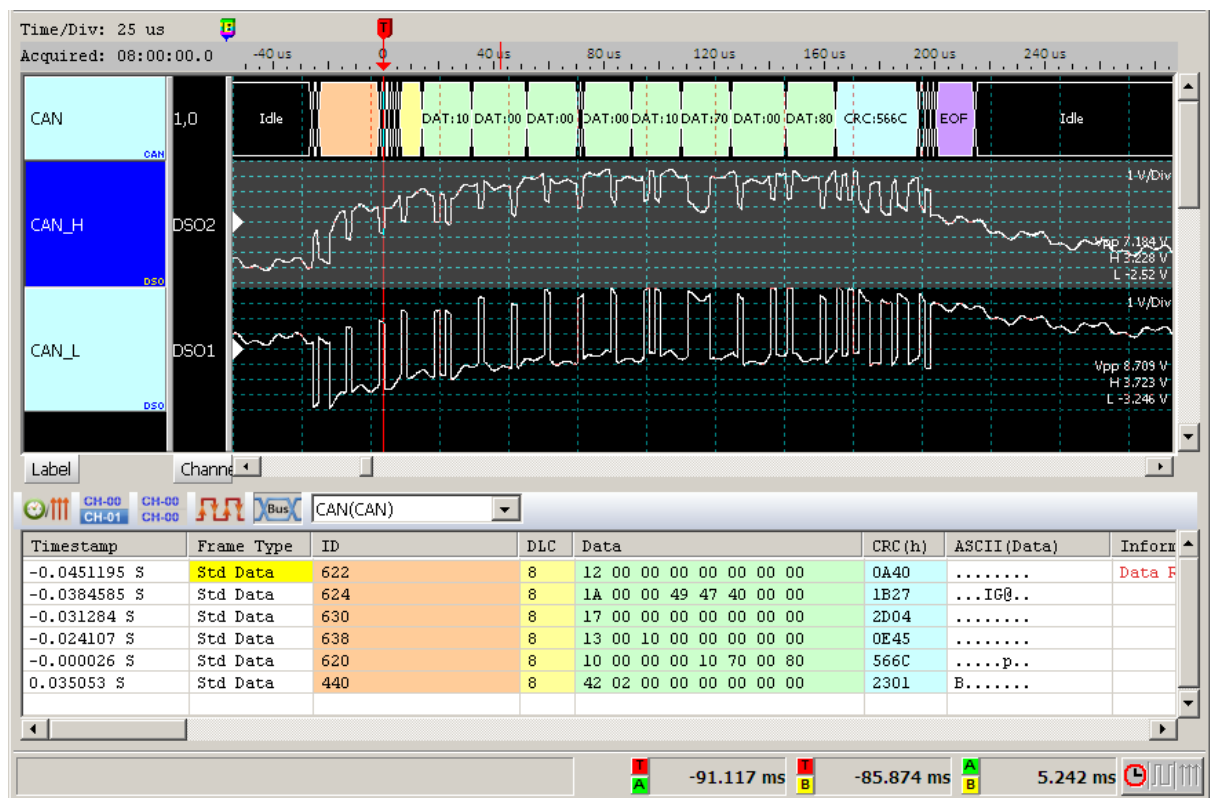 Time/Div: 25 us
Acquired: 08:00:00.0
-40 us 0 40 us 80 us 120 us 160 us 200 us 240 us
CAN 1,0 Idle DAT:10 DAT:00 DAT:00 DAT:00 DAT:10 DAT:70 DAT:00 DAT:80 CRC:566C EOF Idle
CAN
1 V/Div
CAN_H DSO2
Vpp 7.184 V
H 3.228 V
L -2.52 V
DSO
1 V/Div
CAN_L DSO1
Vpp 8.709 V
H 3.723 V
L -3.246 V
DSO
Label Channe
CH-00 CH-00
CH-01 CH-00
Bus CAN(CAN)
Timestamp Frame Type ID DLC Data CRC(h) ASCII(Data) Inform
-0.0451195 S Std Data 622 8 12 00 00 00 00 00 00 00 0A40 ........ Data F
-0.0384585 S Std Data 624 8 1A 00 00 49 47 40 00 00 1B27 ...IG@..
-0.031284 S Std Data 630 8 17 00 00 00 00 00 00 00 2D04 ........
-0.024107 S Std Data 638 8 13 00 10 00 00 00 00 00 0E45 ........
-0.000026 S Std Data 620 8 10 00 00 00 10 70 00 80 566C .....p..
0.035053 S Std Data 440 8 42 02 00 00 00 00 00 00 2301 B.......
T A -91.117 ms T B -85.874 ms A B 5.242 ms